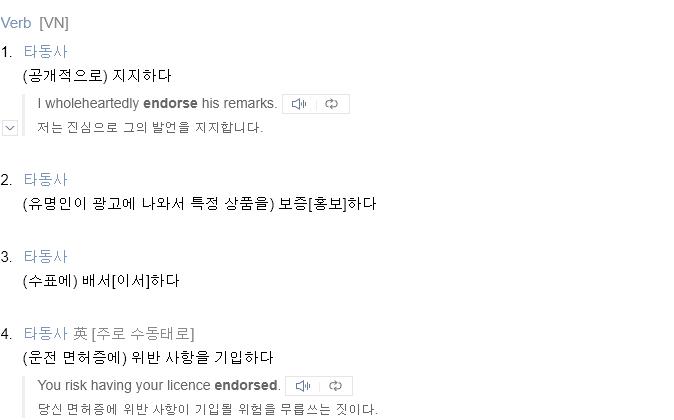 Verb [VN]
1. 타동사
(공개적으로) 지지하다
I wholeheartedly endorse his remarks.
저는 진심으로 그의 발언을 지지합니다.
2. 타동사
(유명인이 광고에 나와서 특정 상품을) 보증[홍보]하다
3. 타동사
(수표에) 배서[이서]하다
4. 타동사 英 [주로 수동태로]
(운전 면허증에) 위반 사항을 기입하다
You risk having your licence endorsed.
당신 면허증에 위반 사항이 기입될 위험을 무릅쓰는 짓이다.